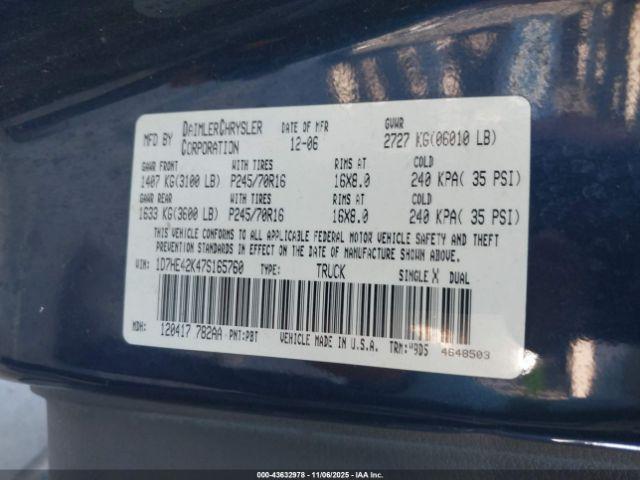 MFD BY DAIMLERCHRYSLER CORPORATION DATE OF MFR 12-06 GVWR 2727 KG(06010 LB)
GAWR FRONT WITH TIRES RIMS AT COLD
1407 KG(3100 LB) P245/70R16 16X8.0 240 KPA( 35 PSI)
GAWR REAR WITH TIRES RIMS AT COLD
1633 KG(3600 LB) P245/70R16 16X8.0 240 KPA( 35 PSI)
THIS VEHICLE CONFORMS TO ALL APPLICABLE FEDERAL MOTOR VEHICLE SAFETY AND THEFT
PREVENTION STANDARDS IN EFFECT ON THE DATE OF MANUFACTURE SHOWN ABOVE.
VIN: 1D7HE42K47S165760 TYPE: TRUCK SINGLE X DUAL
MDH: 120417 782AA PNT:PBT VEHICLE MADE IN U.S.A. TRM: 4648503
000-43632978 - 11/06/2025 - IAA Inc.